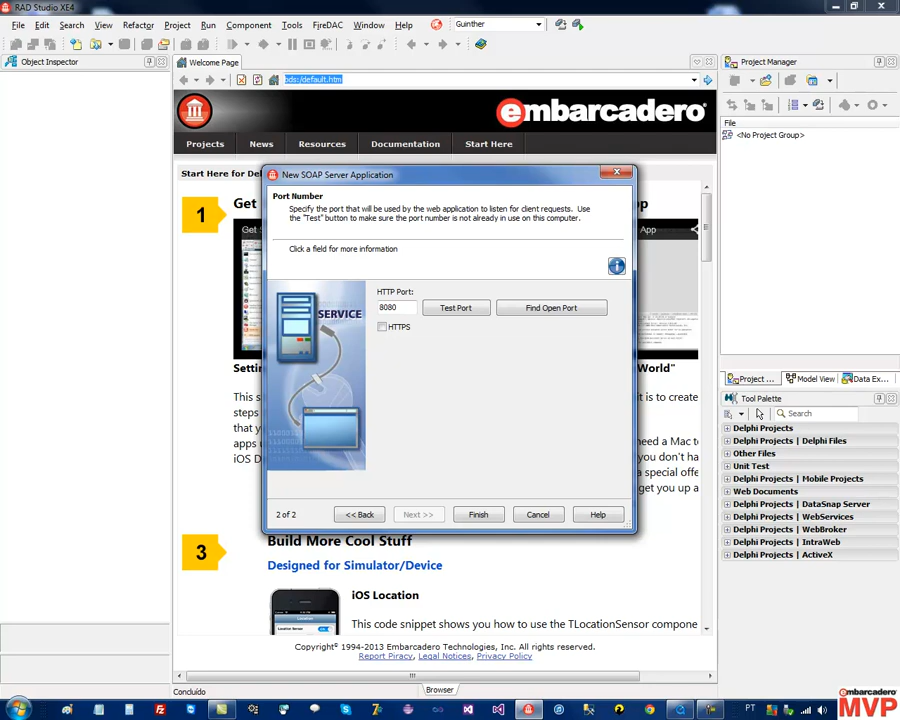 RAD Studio XE4
File Edit Search View Refactor Project Run Component Tools FireDAC Window Help Gunther
Object Inspector
Welcome Page
bds:/default.htm
embarcadero
Projects News Resources Documentation Start Here
Start Here for Del
1
Get
App
Get
App
Settin
World"
This s
steps
that y
apps u
iOS D
it is to create
need a Mac t
you don't ha
a special offe
get you up a
New SOAP Server Application
Port Number
Specify the port that will be used by the web application to listen for client requests. Use
the "Test" button to make sure the port number is not already in use on this computer.
Click a field for more information
SERVICE
HTTP Port:
8080 Test Port Find Open Port
HTTPS
2 of 2 << Back Next >> Finish Cancel Help
3
Build More Cool Stuff
Designed for Simulator/Device
iOS Location
This code snippet shows you how to use the TLocationSensor compone
Copyright® 1994-2013 Embarcadero Technologies, Inc. All rights reserved.
Report Piracy, Legal Notices, Privacy Policy
Concluído
Browser
Project Manager
File
<No Project Group>
Project ... Model View Data Ex...
Tool Palette
Search
Delphi Projects
Delphi Projects | Delphi Files
Other Files
Unit Test
Delphi Projects | Mobile Projects
Web Documents
Delphi Projects | DataSnap Server
Delphi Projects | WebServices
Delphi Projects | WebBroker
Delphi Projects | IntraWeb
Delphi Projects | ActiveX
PT
embarcadero
MVP